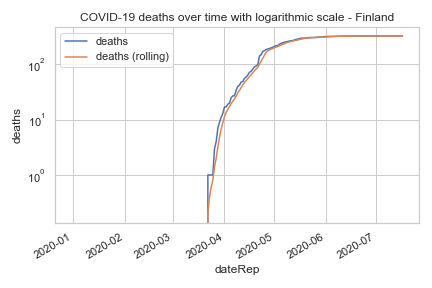 COVID-19 deaths over time with logarithmic scale - Finland
deaths
deaths (rolling)
10²
10¹
10⁰
deaths
2020-01
2020-02
2020-03
2020-04
2020-05
2020-06
2020-07
dateRep